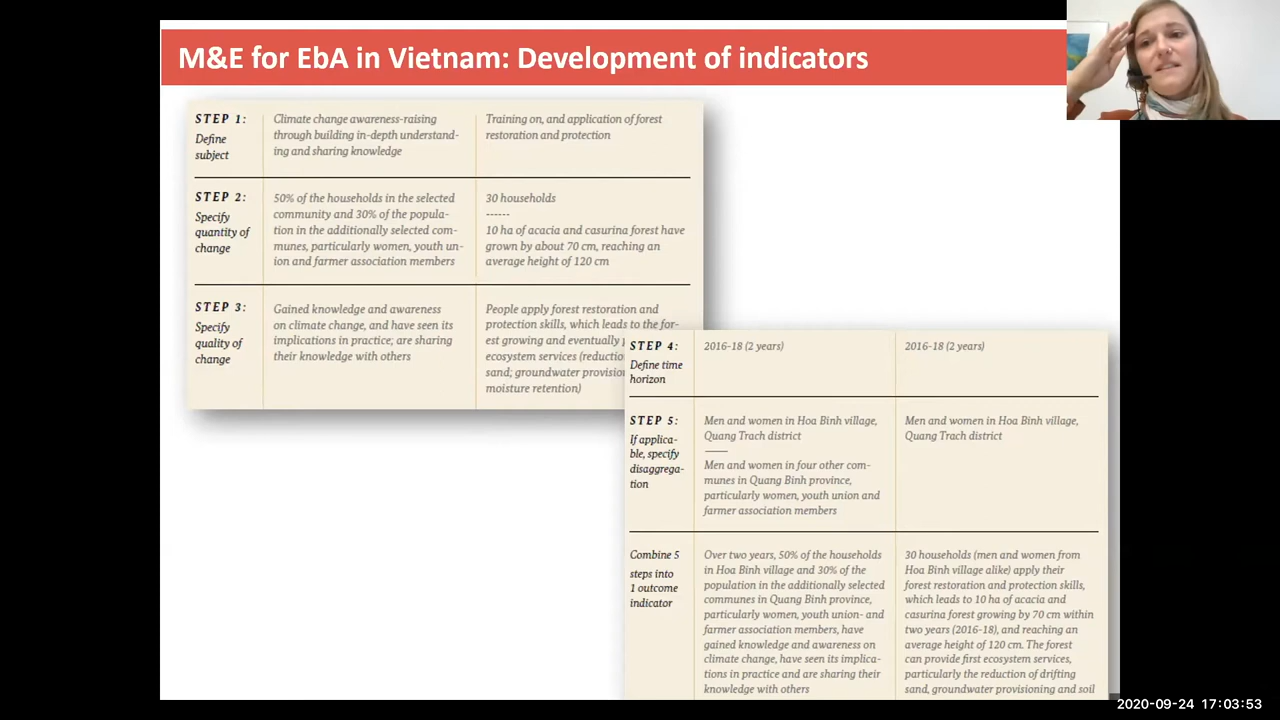 M&E for EbA in Vietnam: Development of indicators
STEP 1:
Define
subject
Climate change awareness-raising
through building in-depth understand-
ing and sharing knowledge
Training on, and application of forest
restoration and protection
STEP 2:
Specify
quantity of
change
50% of the households in the selected
community and 30% of the popula-
tion in the additionally selected com-
munes, particularly women, youth un-
ion and farmer association members
30 households
------
10 ha of acacia and casurina forest have
grown by about 70 cm, reaching an
average height of 120 cm
STEP 3:
Specify
quality of
change
Gained knowledge and awareness
on climate change, and have seen its
implications in practice; are sharing
their knowledge with others
People apply forest restoration and
protection skills, which leads to the for-
est growing and eventually
ecosystem services (reductio
sand; groundwater provision
moisture retention)
STEP 4:
Define time
horizon
2016-18 (2 years)
2016-18 (2 years)
STEP 5:
If applica-
ble, specify
disaggrega-
tion
Men and women in Hoa Binh village,
Quang Trach district
Men and women in four other com-
munes in Quang Binh province,
particularly women, youth union and
farmer association members
Men and women in Hoa Binh village,
Quang Trach district
Combine 5
steps into
1 outcome
indicator
Over two years, 50% of the households
in Hoa Binh village and 30% of the
population in the additionally selected
communes in Quang Binh province,
particularly women, youth union- and
farmer association members, have
gained knowledge and awareness on
climate change, have seen its implica-
tions in practice and are sharing their
knowledge with others
30 households (men and women from
Hoa Binh village alike) apply their
forest restoration and protection skills,
which leads to 10 ha of acacia and
casurina forest growing by 70 cm within
two years (2016-18), and reaching an
average height of 120 cm. The forest
can provide first ecosystem services,
particularly the reduction of drifting
sand, groundwater provisioning and soil
2020-09-24 17:03:53